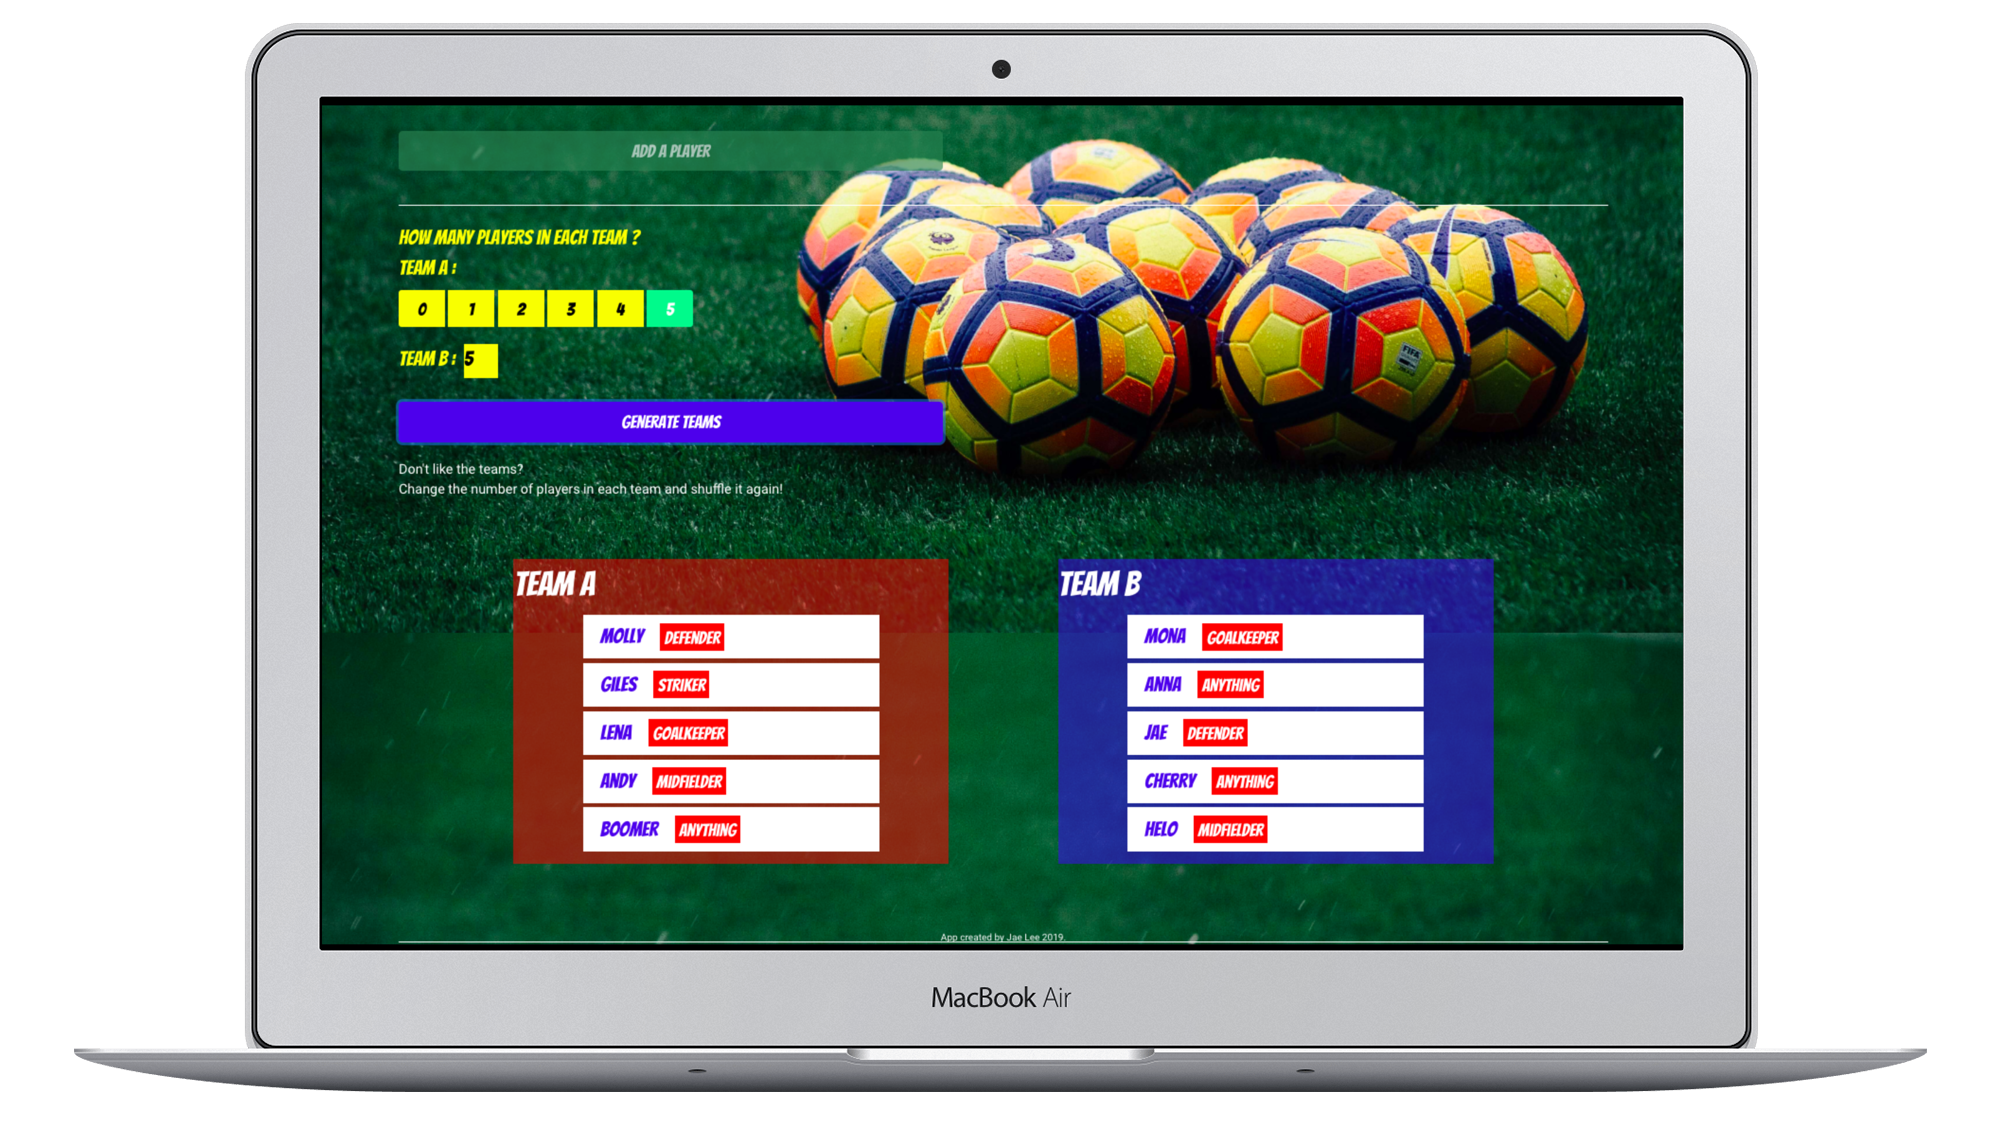 ADD A PLAYER
HOW MANY PLAYERS IN EACH TEAM ?
TEAM A :
0 1 2 3 4 5
TEAM B : 5
GENERATE TEAMS
Don't like the teams?
Change the number of players in each team and shuffle it again!
TEAM A
MOLLY DEFENDER
GILES STRIKER
LENA GOALKEEPER
ANDY MIDFIELDER
BOOMER ANYTHING
TEAM B
MONA GOALKEEPER
ANNA ANYTHING
JAE DEFENDER
CHERRY ANYTHING
HELO MIDFIELDER
App created by Jae Lee 2019.
MacBook Air
FIFA